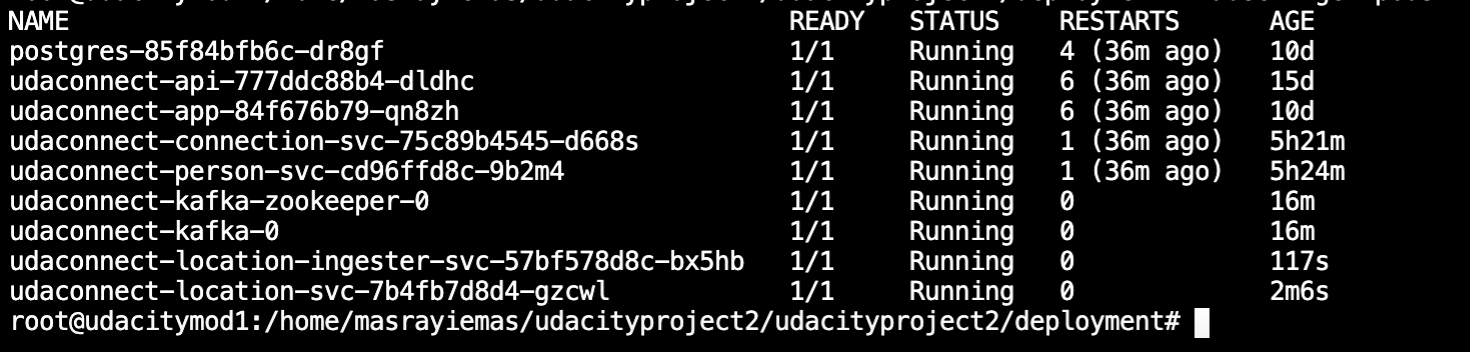 NAME READY STATUS RESTARTS AGE
postgres-85f84bfb6c-dr8gf 1/1 Running 4 (36m ago) 10d
udaconnect-api-777ddc88b4-dldhc 1/1 Running 6 (36m ago) 15d
udaconnect-app-84f676b79-qn8zh 1/1 Running 6 (36m ago) 10d
udaconnect-connection-svc-75c89b4545-d668s 1/1 Running 1 (36m ago) 5h21m
udaconnect-person-svc-cd96ffd8c-9b2m4 1/1 Running 1 (36m ago) 5h24m
udaconnect-kafka-zookeeper-0 1/1 Running 0 16m
udaconnect-kafka-0 1/1 Running 0 16m
udaconnect-location-ingester-svc-57bf578d8c-bx5hb 1/1 Running 0 117s
udaconnect-location-svc-7b4fb7d8d4-gzcwl 1/1 Running 0 2m6s
root@udacitymod1:/home/masrayiemas/udacityproject2/udacityproject2/deployment#